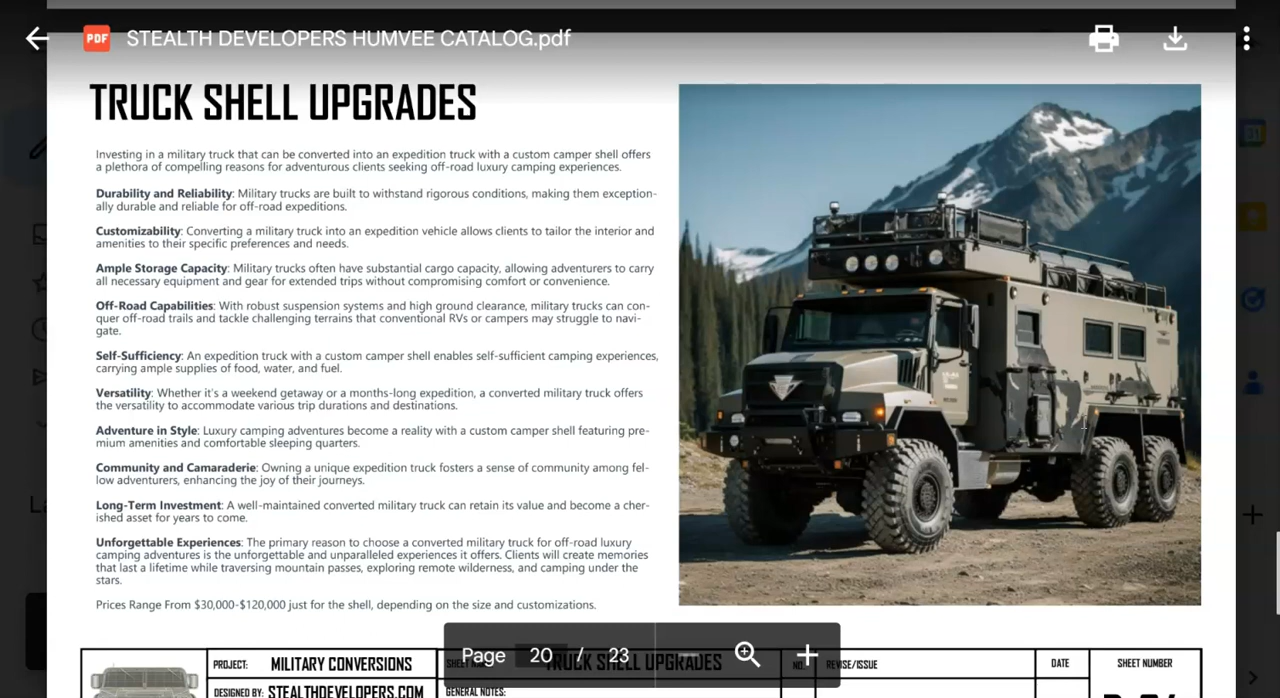 PDF STEALTH DEVELOPERS HUMVEE CATALOG.pdf
TRUCK SHELL UPGRADES
Investing in a military truck that can be converted into an expedition truck with a custom camper shell offers
a plethora of compelling reasons for adventurous clients seeking off-road luxury camping experiences.
Durability and Reliability: Military trucks are built to withstand rigorous conditions, making them exception-
ally durable and reliable for off-road expeditions.
Customizability: Converting a military truck into an expedition vehicle allows clients to tailor the interior and
amenities to their specific preferences and needs.
Ample Storage Capacity: Military trucks often have substantial cargo capacity, allowing adventurers to carry
all necessary equipment and gear for extended trips without compromising comfort or convenience.
Off-Road Capabilities: With robust suspension systems and high ground clearance, military trucks can con-
quer off-road trails and tackle challenging terrains that conventional RVs or campers may struggle to navi-
gate.
Self-Sufficiency: An expedition truck with a custom camper shell enables self-sufficient camping experiences,
carrying ample supplies of food, water, and fuel.
Versatility: Whether it's a weekend getaway or a months-long expedition, a converted military truck offers
the versatility to accommodate various trip durations and destinations.
Adventure in Style: Luxury camping adventures become a reality with a custom camper shell featuring pre-
mium amenities and comfortable sleeping quarters.
Community and Camaraderie: Owning a unique expedition truck fosters a sense of community among fel-
low adventurers, enhancing the joy of their journeys.
Long-Term Investment: A well-maintained converted military truck can retain its value and become a cher-
ished asset for years to come.
Unforgettable Experiences: The primary reason to choose a converted military truck for off-road luxury
camping adventures is the unforgettable and unparalleled experiences it offers. Clients will create memories
that last a lifetime while traversing mountain passes, exploring remote wilderness, and camping under the
stars.
Prices Range From $30,000-$120,000 just for the shell, depending on the size and customizations.
Page 20 / 23
PROJECT: MILITARY CONVERSIONS
DESIGNED BY: STEALTHDEVELOPERS.COM
TRUCK SHELL UPGRADES
GENERAL NOTES:
NO. REVISE/ISSUE
DATE
SHEET NUMBER
31